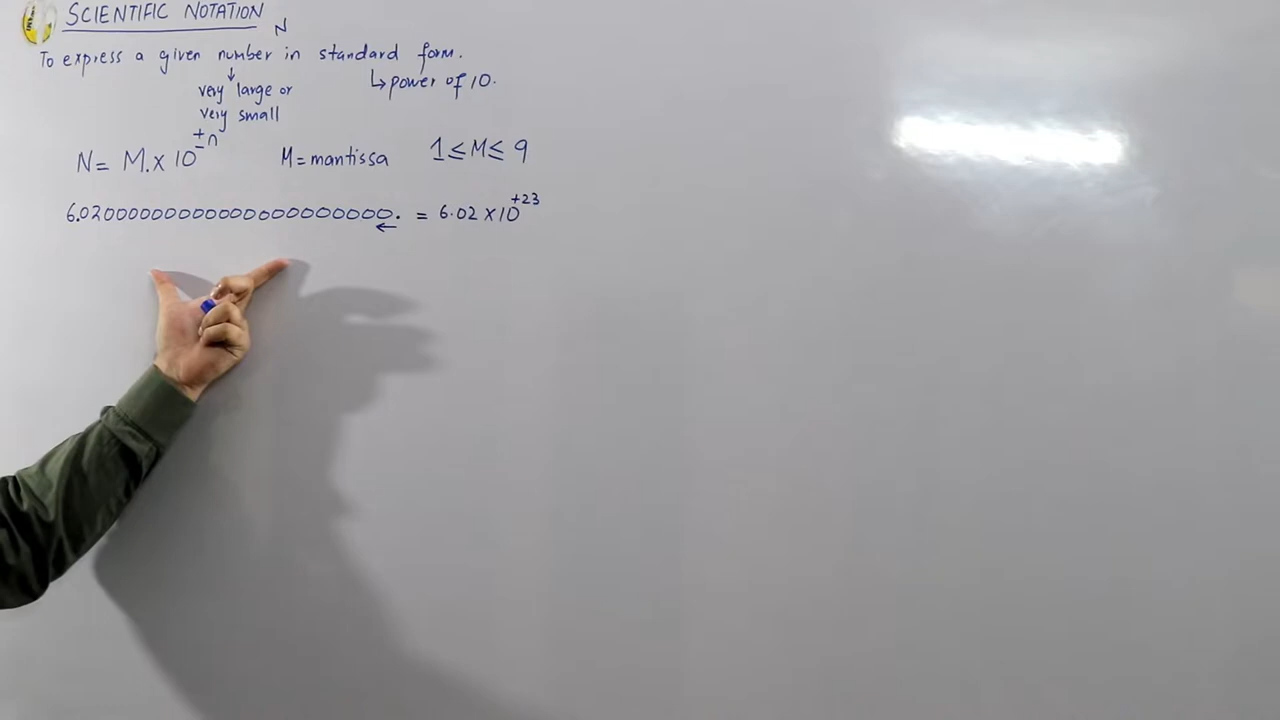 SCIENTIFIC NOTATION
N
To express a given number in standard form.
↓
↳ power of 10.
very large or
very small
N = M. × 10^±n M = mantissa 1 ≤ M ≤ 9
6.02000000000000000000000. = 6.02 × 10^+23
←